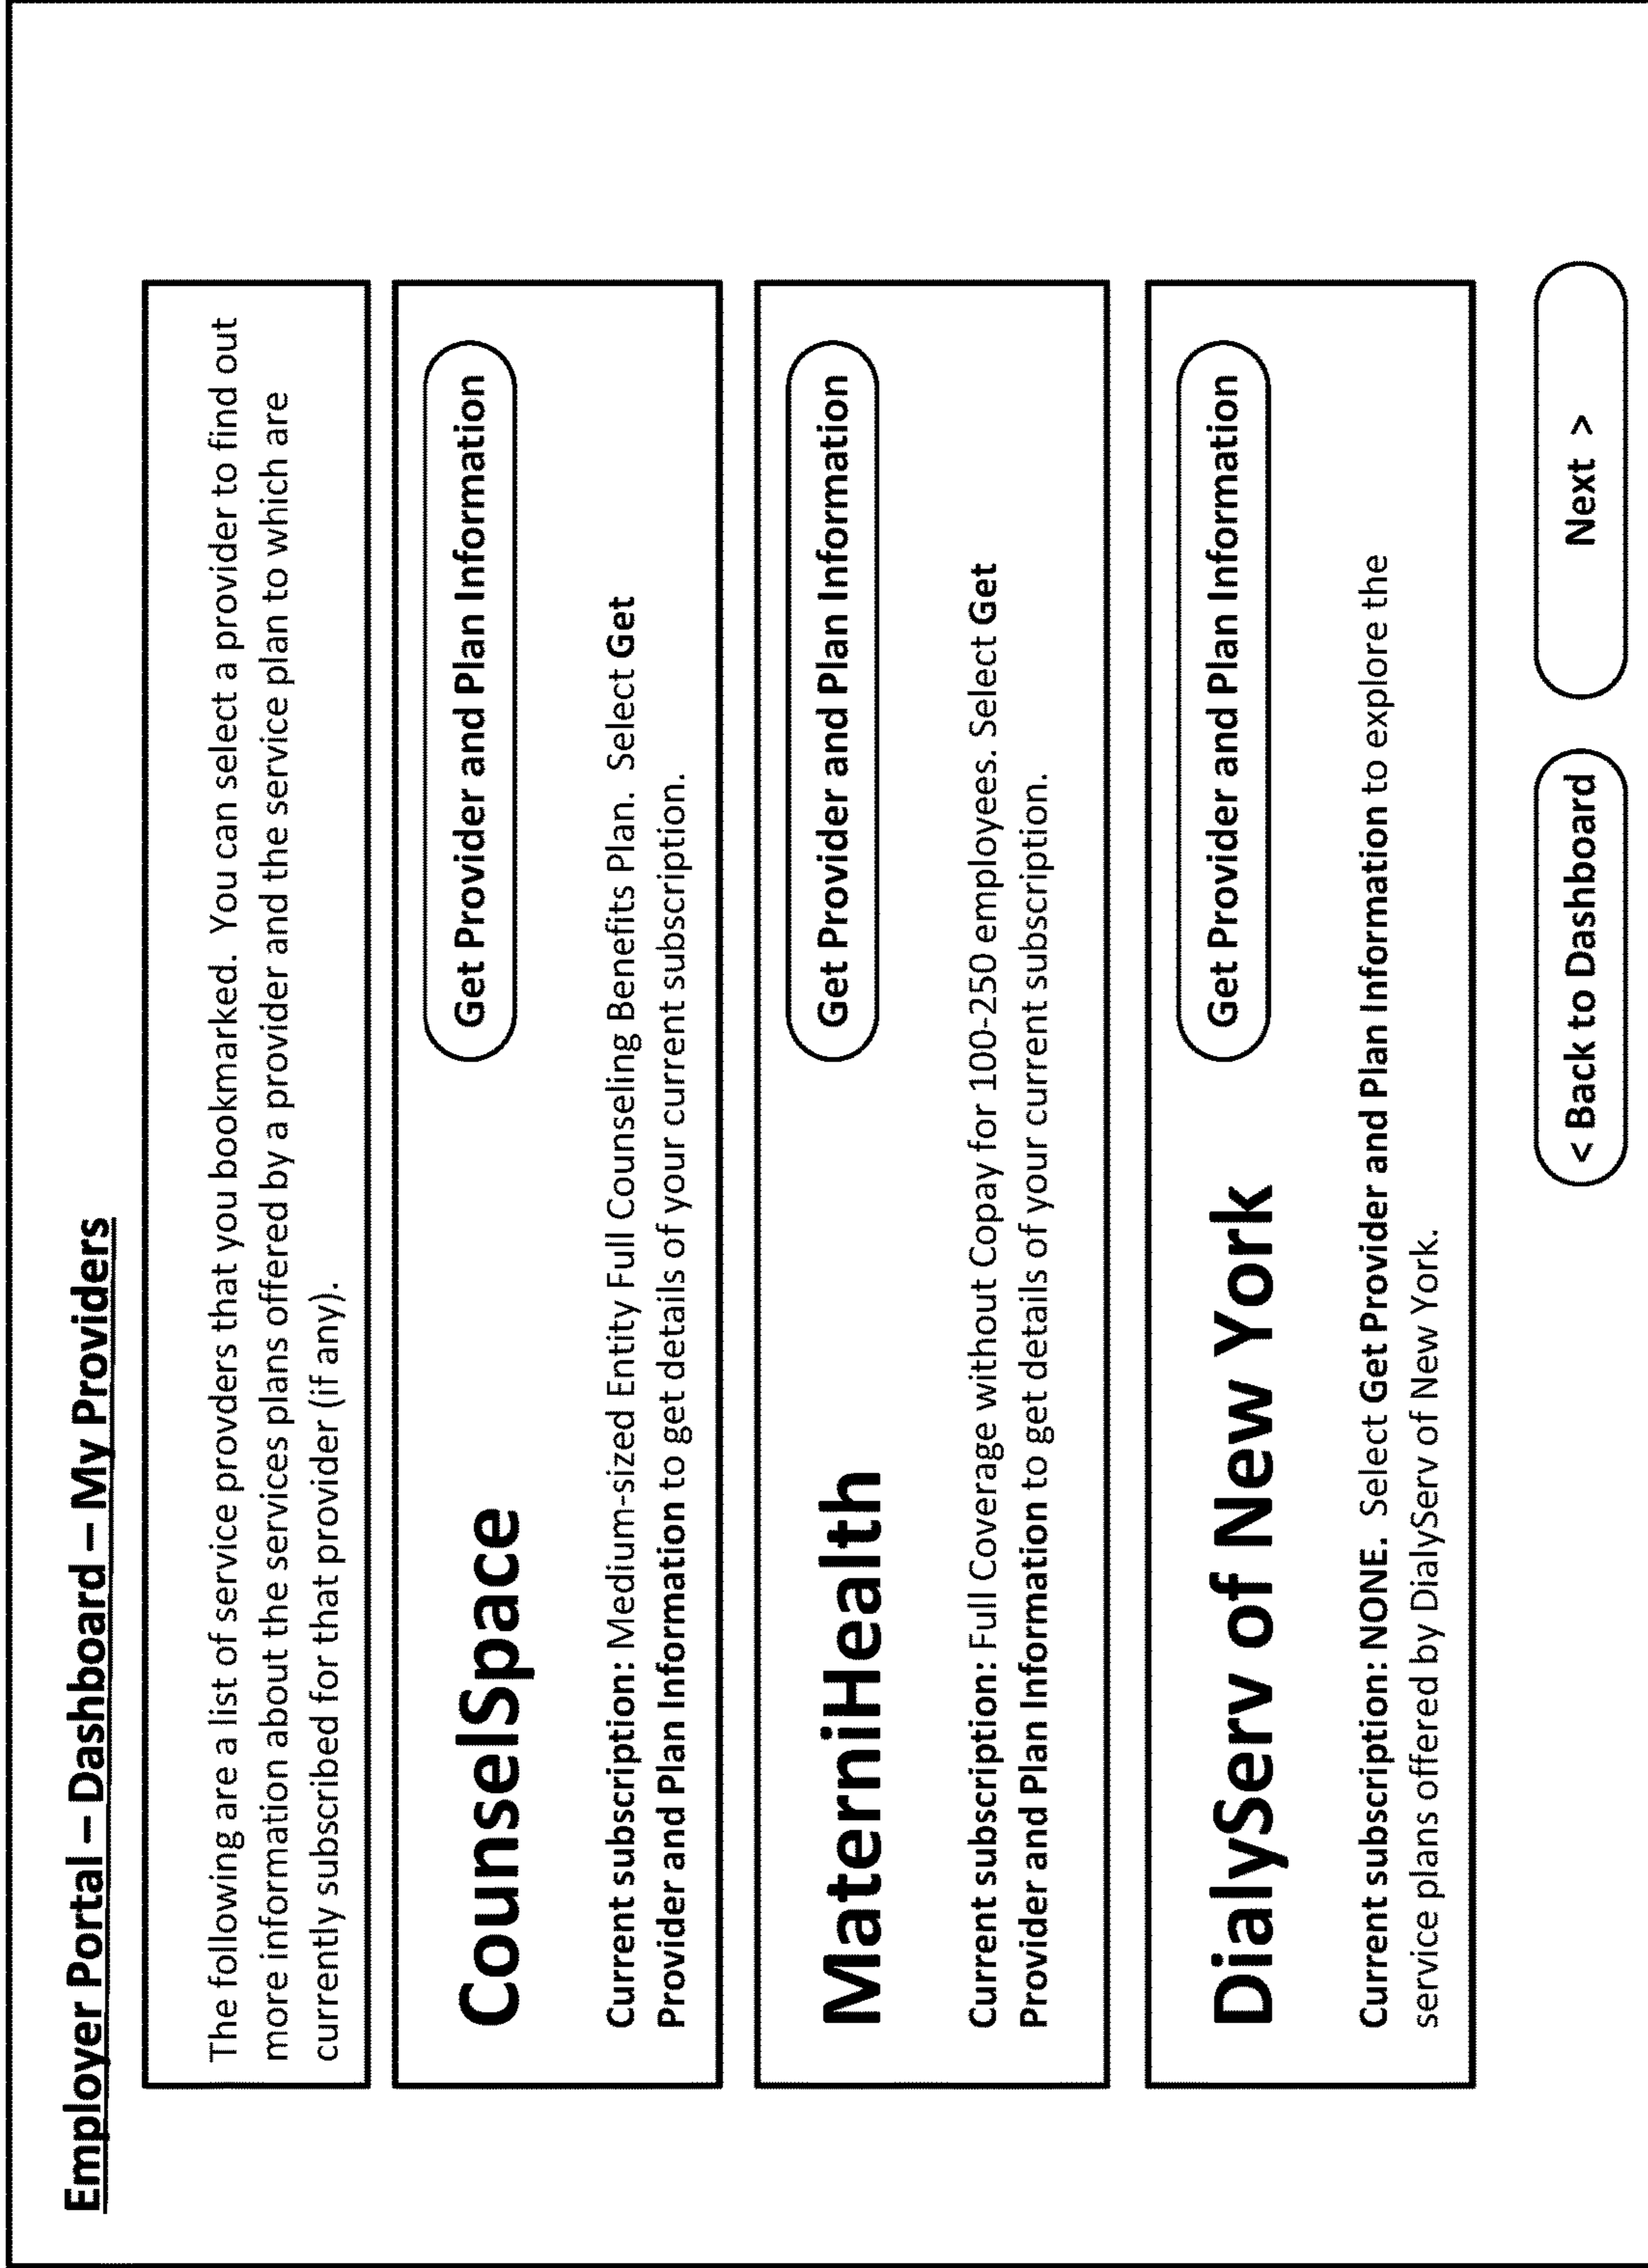 Employer Portal – Dashboard – My Providers
The following are a list of service providers that you bookmarked. You can select a provider to find out
more information about the services plans offered by a provider and the service plan to which are
currently subscribed for that provider (if any).
CounselSpace
Get Provider and Plan Information
Current subscription: Medium-sized Entity Full Counseling Benefits Plan. Select Get
Provider and Plan Information to get details of your current subscription.
MaterniHealth
Get Provider and Plan Information
Current subscription: Full Coverage without Copay for 100-250 employees. Select Get
Provider and Plan Information to get details of your current subscription.
DialyServ of New York
Get Provider and Plan Information
Current subscription: NONE. Select Get Provider and Plan Information to explore the
service plans offered by DialyServ of New York.
< Back to Dashboard
Next >